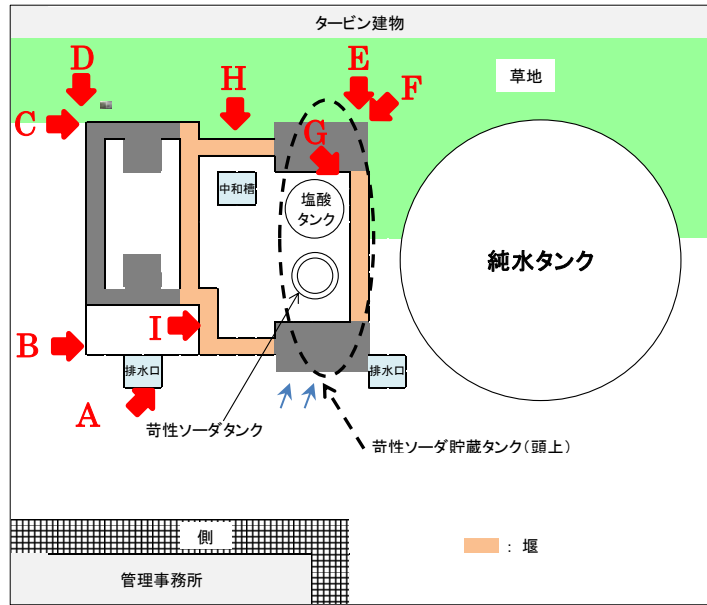 タービン建物
D
E
H
F
草地
C
G
中和槽
塩酸
タンク
純水タンク
I
B
排水口
排水口
A
苛性ソーダタンク
苛性ソーダ貯蔵タンク(頭上)
側
: 堰
管理事務所